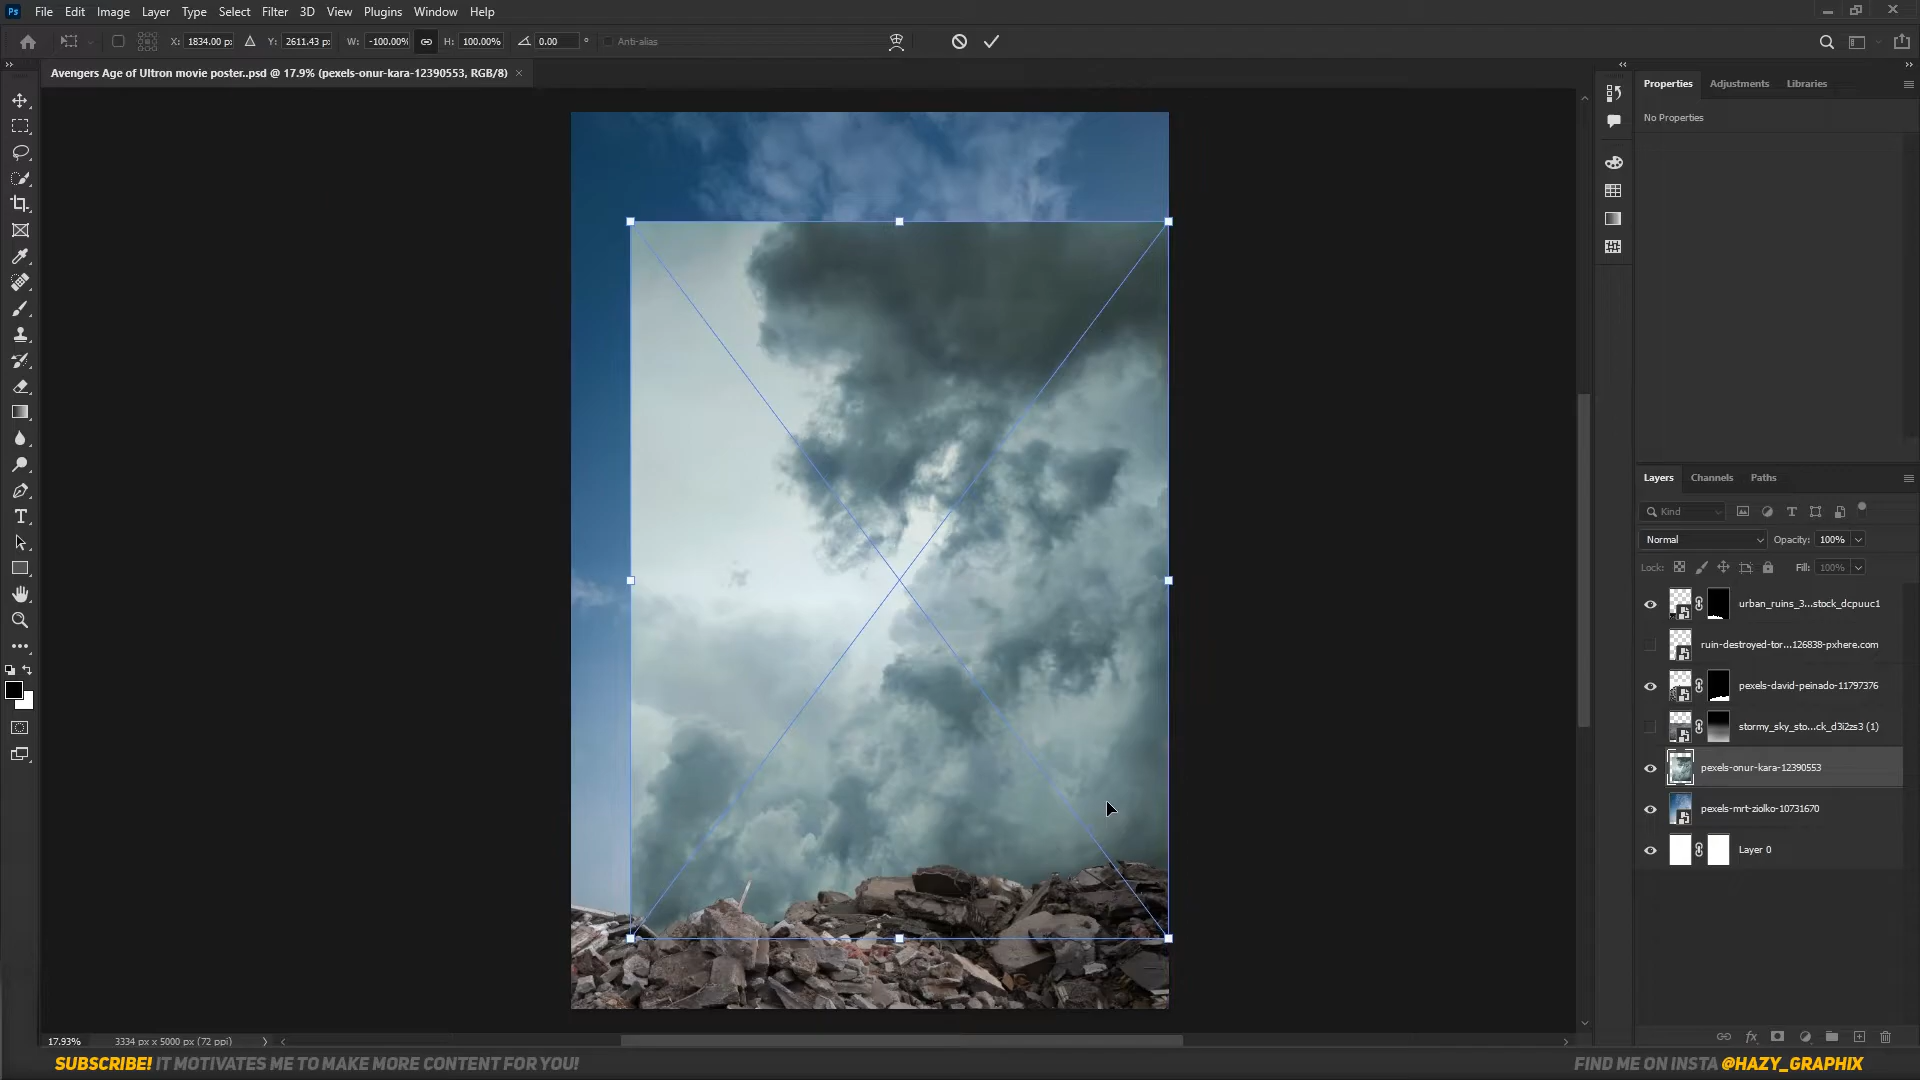 Ps File Edit Image Layer Type Select Filter 3D View Plugins Window Help
X: 1834.00 p: Y: 2611.43 p: W: -100.00% H: 100.00% 0.00 ° Anti-alias
Avengers Age of Ultron movie poster..psd @ 17.9% (pexels-onur-kara-12390553, RGB/8) ×
Properties Adjustments Libraries
No Properties
Layers Channels Paths
Kind
Normal Opacity: 100%
Lock: Fill: 100%
urban_ruins_3...stock_dcpuuc1
ruin-destroyed-tor...126838-pxhere.com
pexels-david-peinado-11797376
stormy_sky_sto...ck_d3i2zs3 (1)
pexels-onur-kara-12390553
pexels-mrt-ziolko-10731670
Layer 0
17.93% 3334 px x 5000 px (72 ppi)
SUBSCRIBE! IT MOTIVATES ME TO MAKE MORE CONTENT FOR YOU!
FIND ME ON INSTA @HAZY_GRAPHIX